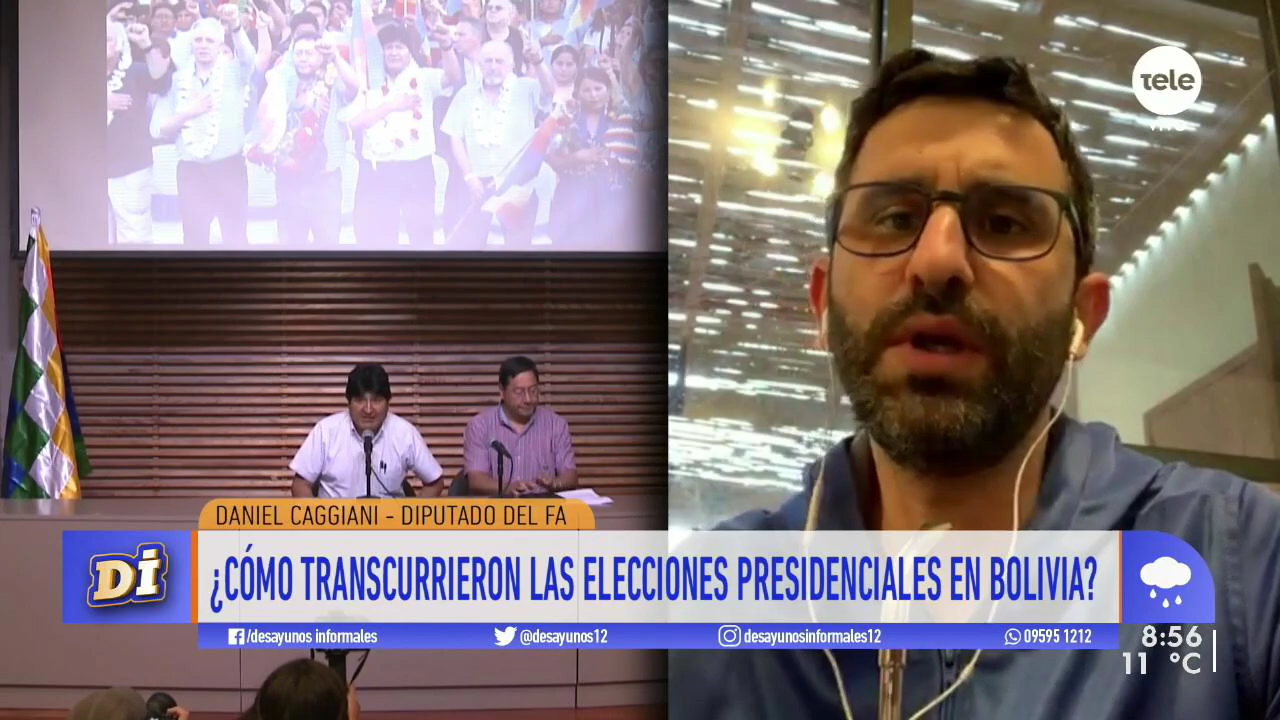 tele
VIVO
DANIEL CAGGIANI - DIPUTADO DEL FA
Di
¿CÓMO TRANSCURRIERON LAS ELECCIONES PRESIDENCIALES EN BOLIVIA?
/desayunos informales
@desayunos12
desayunosinformales12
09595 1212
8:56
11 °C